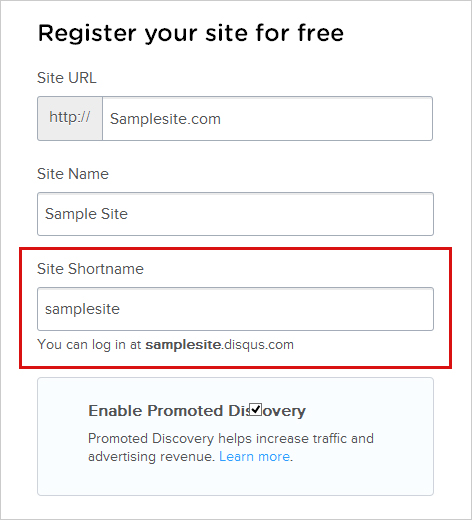 Register your site for free
Site URL
http:// Samplesite.com
Site Name
Sample Site
Site Shortname
samplesite
You can log in at samplesite.disqus.com
Enable Promoted Discovery
Promoted Discovery helps increase traffic and
advertising revenue. Learn more.